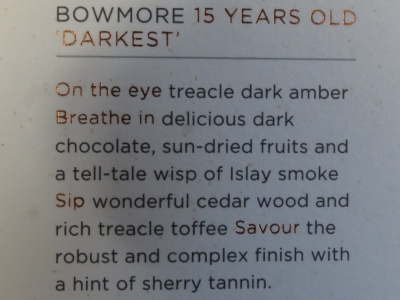 BOWMORE 15 YEARS OLD
'DARKEST'
On the eye treacle dark amber
Breathe in delicious dark
chocolate, sun-dried fruits and
a tell-tale wisp of Islay smoke
Sip wonderful cedar wood and
rich treacle toffee Savour the
robust and complex finish with
a hint of sherry tannin.